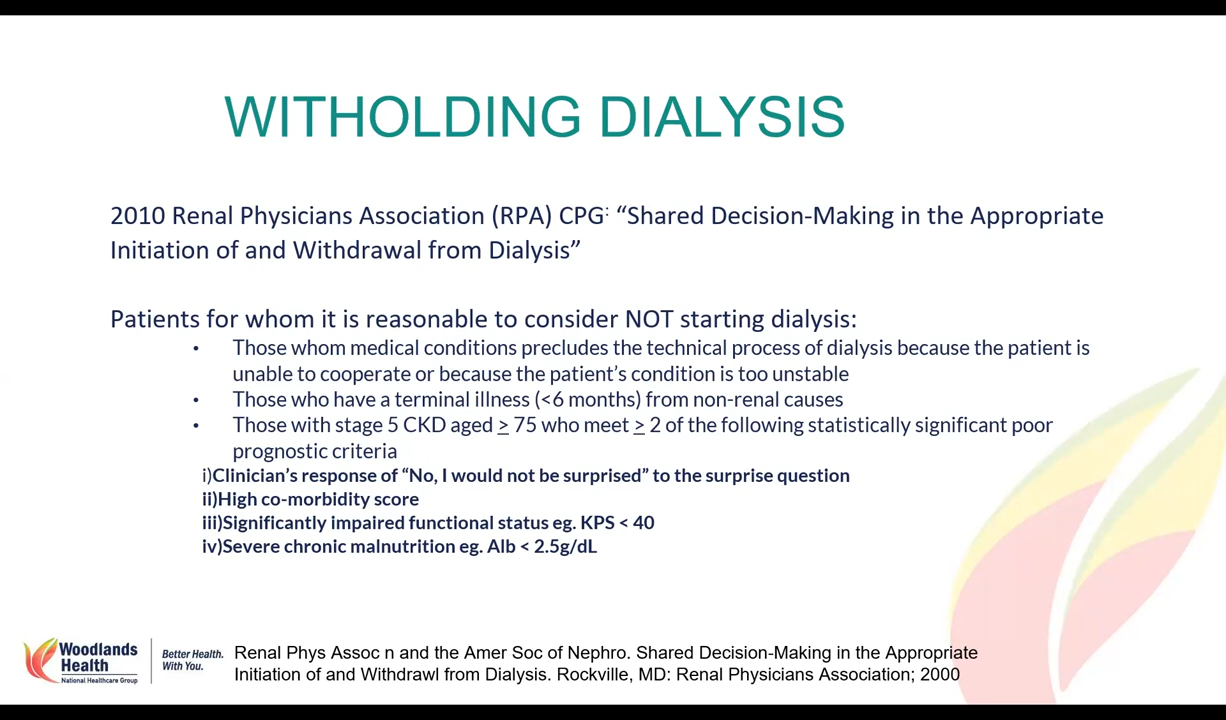 WITHOLDING DIALYSIS
2010 Renal Physicians Association (RPA) CPG: “Shared Decision-Making in the Appropriate
Initiation of and Withdrawal from Dialysis”
Patients for whom it is reasonable to consider NOT starting dialysis:
• Those whom medical conditions precludes the technical process of dialysis because the patient is
unable to cooperate or because the patient’s condition is too unstable
• Those who have a terminal illness (<6 months) from non-renal causes
• Those with stage 5 CKD aged ≥ 75 who meet ≥ 2 of the following statistically significant poor
prognostic criteria
i)Clinician’s response of “No, I would not be surprised” to the surprise question
ii)High co-morbidity score
iii)Significantly impaired functional status eg. KPS < 40
iv)Severe chronic malnutrition eg. Alb < 2.5g/dL
Woodlands
Health
National Healthcare Group
Better Health.
With You.
Renal Phys Assoc n and the Amer Soc of Nephro. Shared Decision-Making in the Appropriate
Initiation of and Withdrawl from Dialysis. Rockville, MD: Renal Physicians Association; 2000